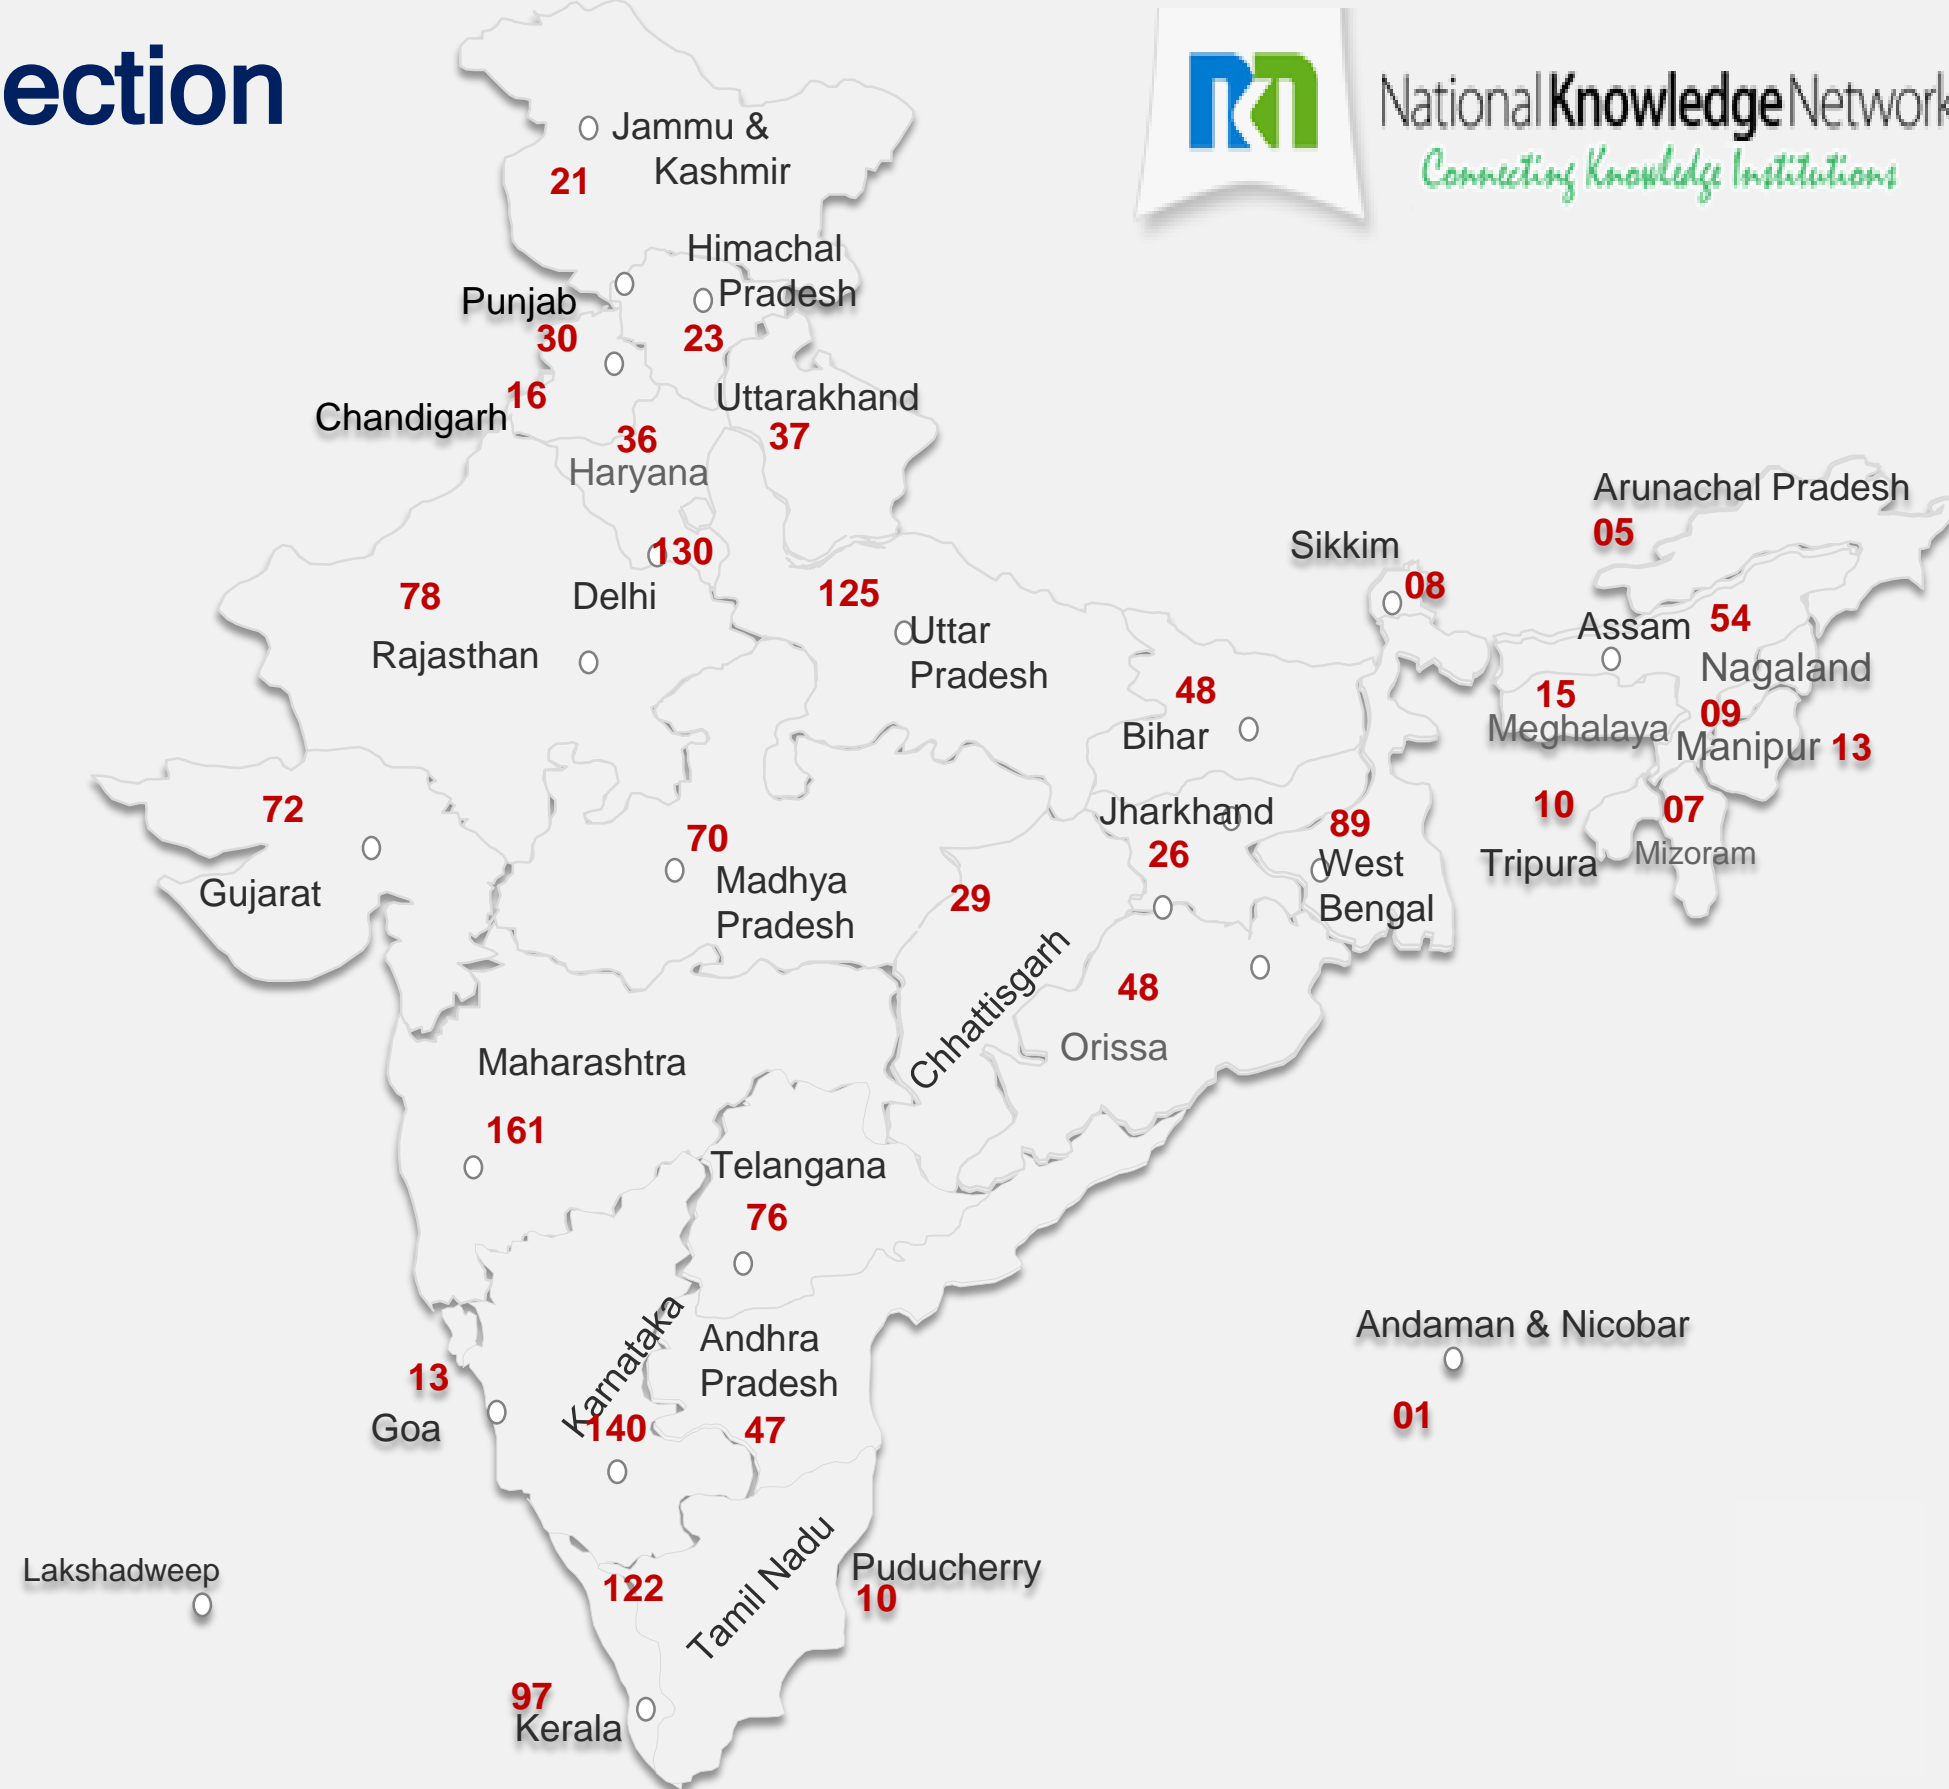 ection
National Knowledge Network
Connecting Knowledge Institutions
Jammu &
Kashmir
21
Himachal
Pradesh
23
Punjab
30
16
Chandigarh
Uttarakhand
37
36
Haryana
130
Delhi
78
Rajasthan
125
Uttar
Pradesh
Arunachal Pradesh
05
Sikkim
08
54
Assam
Nagaland
15
Meghalaya
09
Manipur 13
48
Bihar
10
Tripura
07
Mizoram
Jharkhand
26
89
West
Bengal
72
Gujarat
70
Madhya
Pradesh
29
Chhattisgarh
48
Orissa
Maharashtra
161
Telangana
76
Karnataka
140
Andhra
Pradesh
47
13
Goa
Andaman & Nicobar
01
Lakshadweep
122
Tamil Nadu
Puducherry
10
97
Kerala